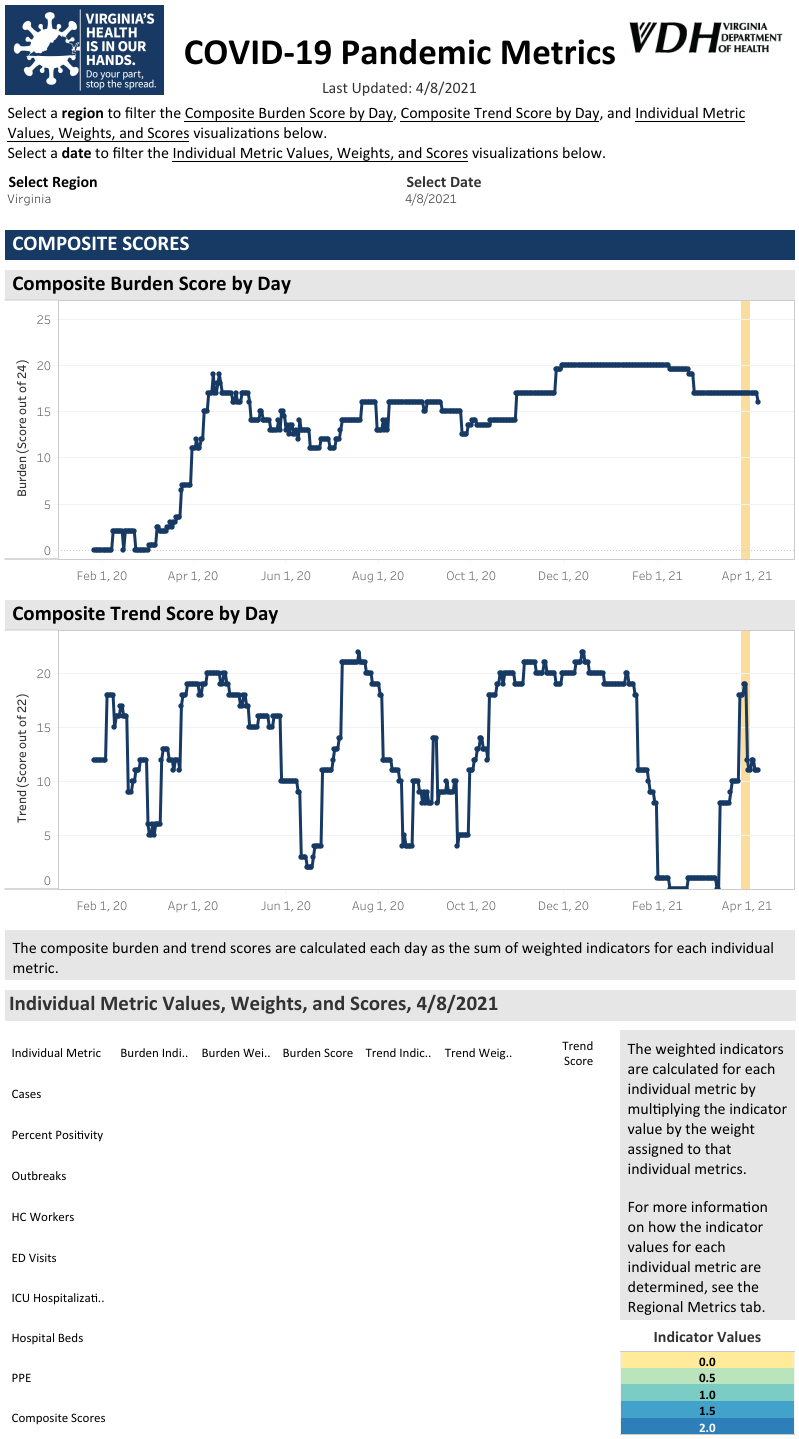 VIRGINIA'S
HEALTH
IS IN OUR
HANDS.
Do your part,
stop the spread.
COVID-19 Pandemic Metrics
VDH VIRGINIA
DEPARTMENT
OF HEALTH
Last Updated: 4/8/2021
Select a region to filter the Composite Burden Score by Day, Composite Trend Score by Day, and Individual Metric
Values, Weights, and Scores visualizations below.
Select a date to filter the Individual Metric Values, Weights, and Scores visualizations below.
Select Region
Virginia
Select Date
4/8/2021
COMPOSITE SCORES
Composite Burden Score by Day
Burden (Score out of 24)
25
20
15
10
5
0
Feb 1, 20 Apr 1, 20 Jun 1, 20 Aug 1, 20 Oct 1, 20 Dec 1, 20 Feb 1, 21 Apr 1, 21
Composite Trend Score by Day
Trend (Score out of 22)
20
15
10
5
0
Feb 1, 20 Apr 1, 20 Jun 1, 20 Aug 1, 20 Oct 1, 20 Dec 1, 20 Feb 1, 21 Apr 1, 21
The composite burden and trend scores are calculated each day as the sum of weighted indicators for each individual
metric.
Individual Metric Values, Weights, and Scores, 4/8/2021
Individual Metric Burden Indi.. Burden Wei.. Burden Score Trend Indic.. Trend Weig.. Trend
Score
Cases
Percent Positivity
Outbreaks
HC Workers
ED Visits
ICU Hospitalizati..
Hospital Beds
PPE
Composite Scores
The weighted indicators
are calculated for each
individual metric by
multiplying the indicator
value by the weight
assigned to that
individual metrics.
For more information
on how the indicator
values for each
individual metric are
determined, see the
Regional Metrics tab.
Indicator Values
0.0
0.5
1.0
1.5
2.0